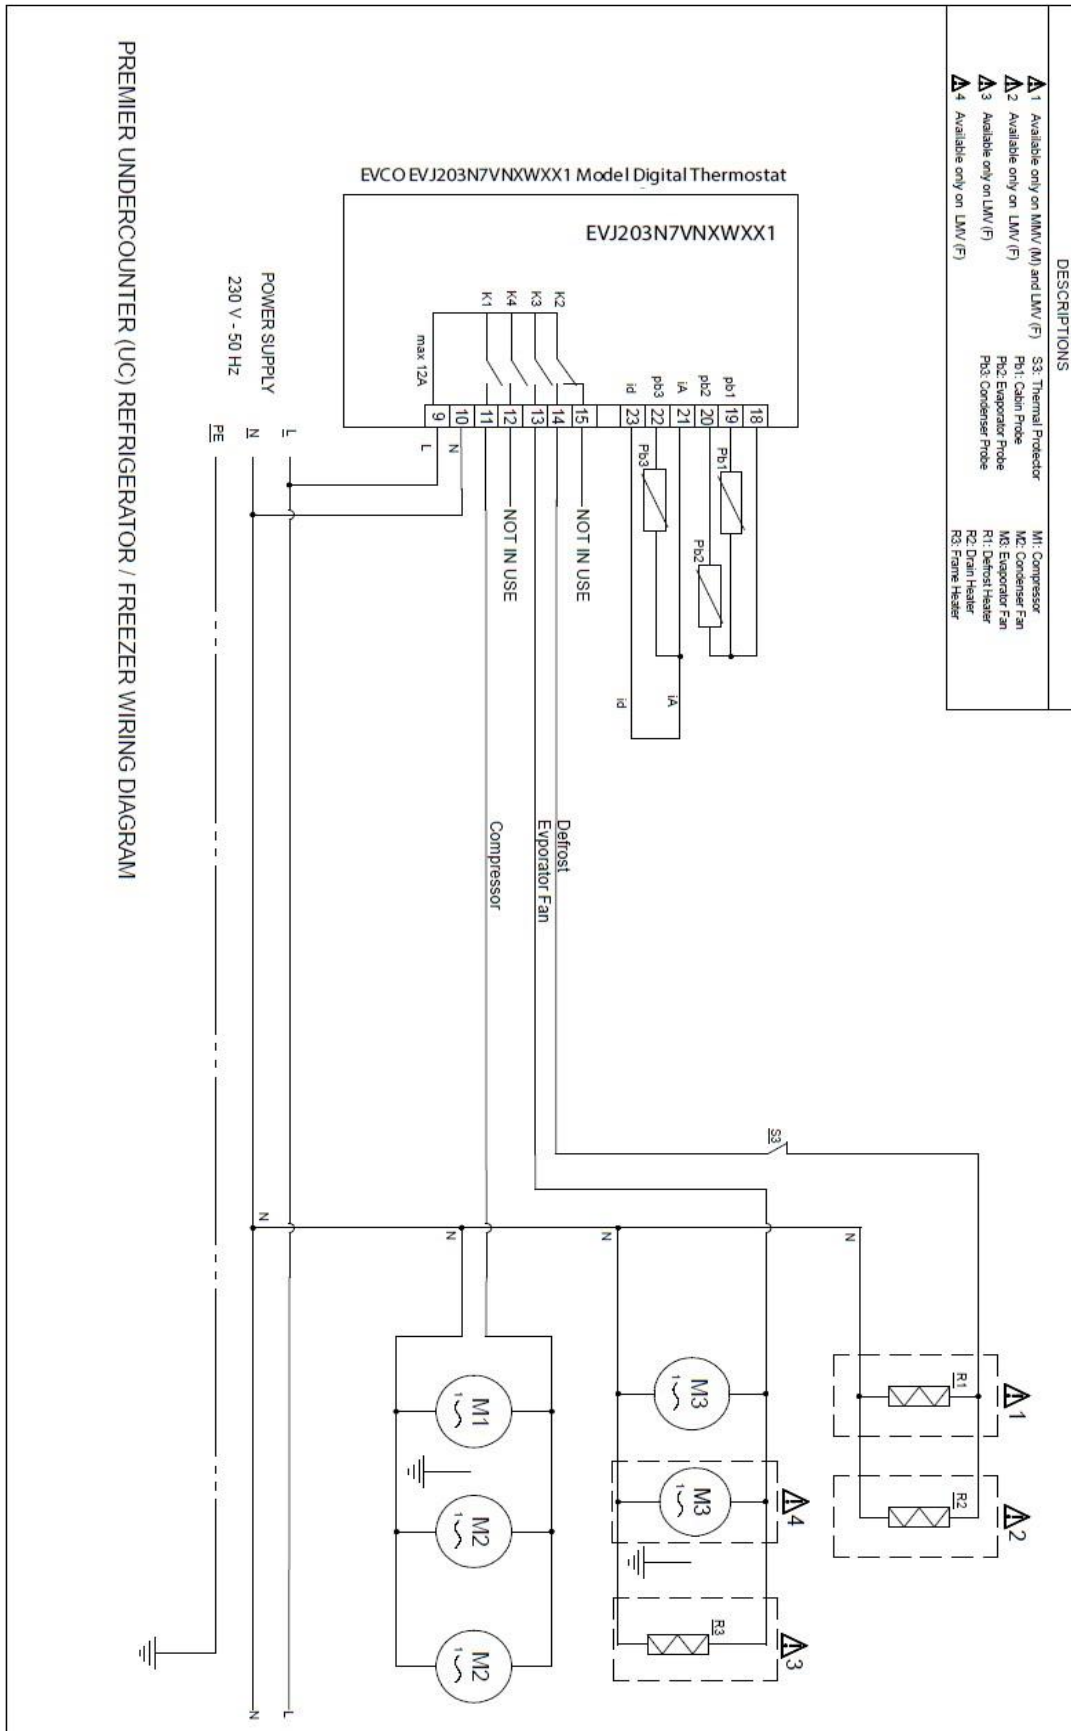 DESCRIPTIONS
⚠1 Available only on MMV (M) and LMV (F)
⚠2 Available only on LMV (F)
⚠3 Available only on LMV (F)
⚠4 Available only on LMV (F)
S3: Thermal Protector
Pb1: Cabin Probe
Pb2: Evaporator Probe
Pb3: Condenser Probe
M1: Compressor
M2: Condenser Fan
M3: Evaporator Fan
R1: Defrost Heater
R2: Drain Heater
R3: Frame Heater
EVCO EVJ203N7VNXWXX1 Model Digital Thermostat
EVJ203N7VNXWXX1
pb1
pb2
iA
pb3
id
K2
K3
K4
K1
max 12A
18
19
20
21
22
23
15
14
13
12
11
10
9
N
L
Pb1
Pb2
Pb3
iA
id
NOT IN USE
NOT IN USE
Defrost
Evporator Fan
Compressor
S3
POWER SUPPLY
230 V - 50 Hz
L
N
PE
N
N
N
N
R1
⚠1
R2
⚠2
M3
1~
M3
1~
⚠4
R3
⚠3
M1
1~
M2
1~
M2
1~
L
N
PREMIER UNDERCOUNTER (UC) REFRIGERATOR / FREEZER WIRING DIAGRAM